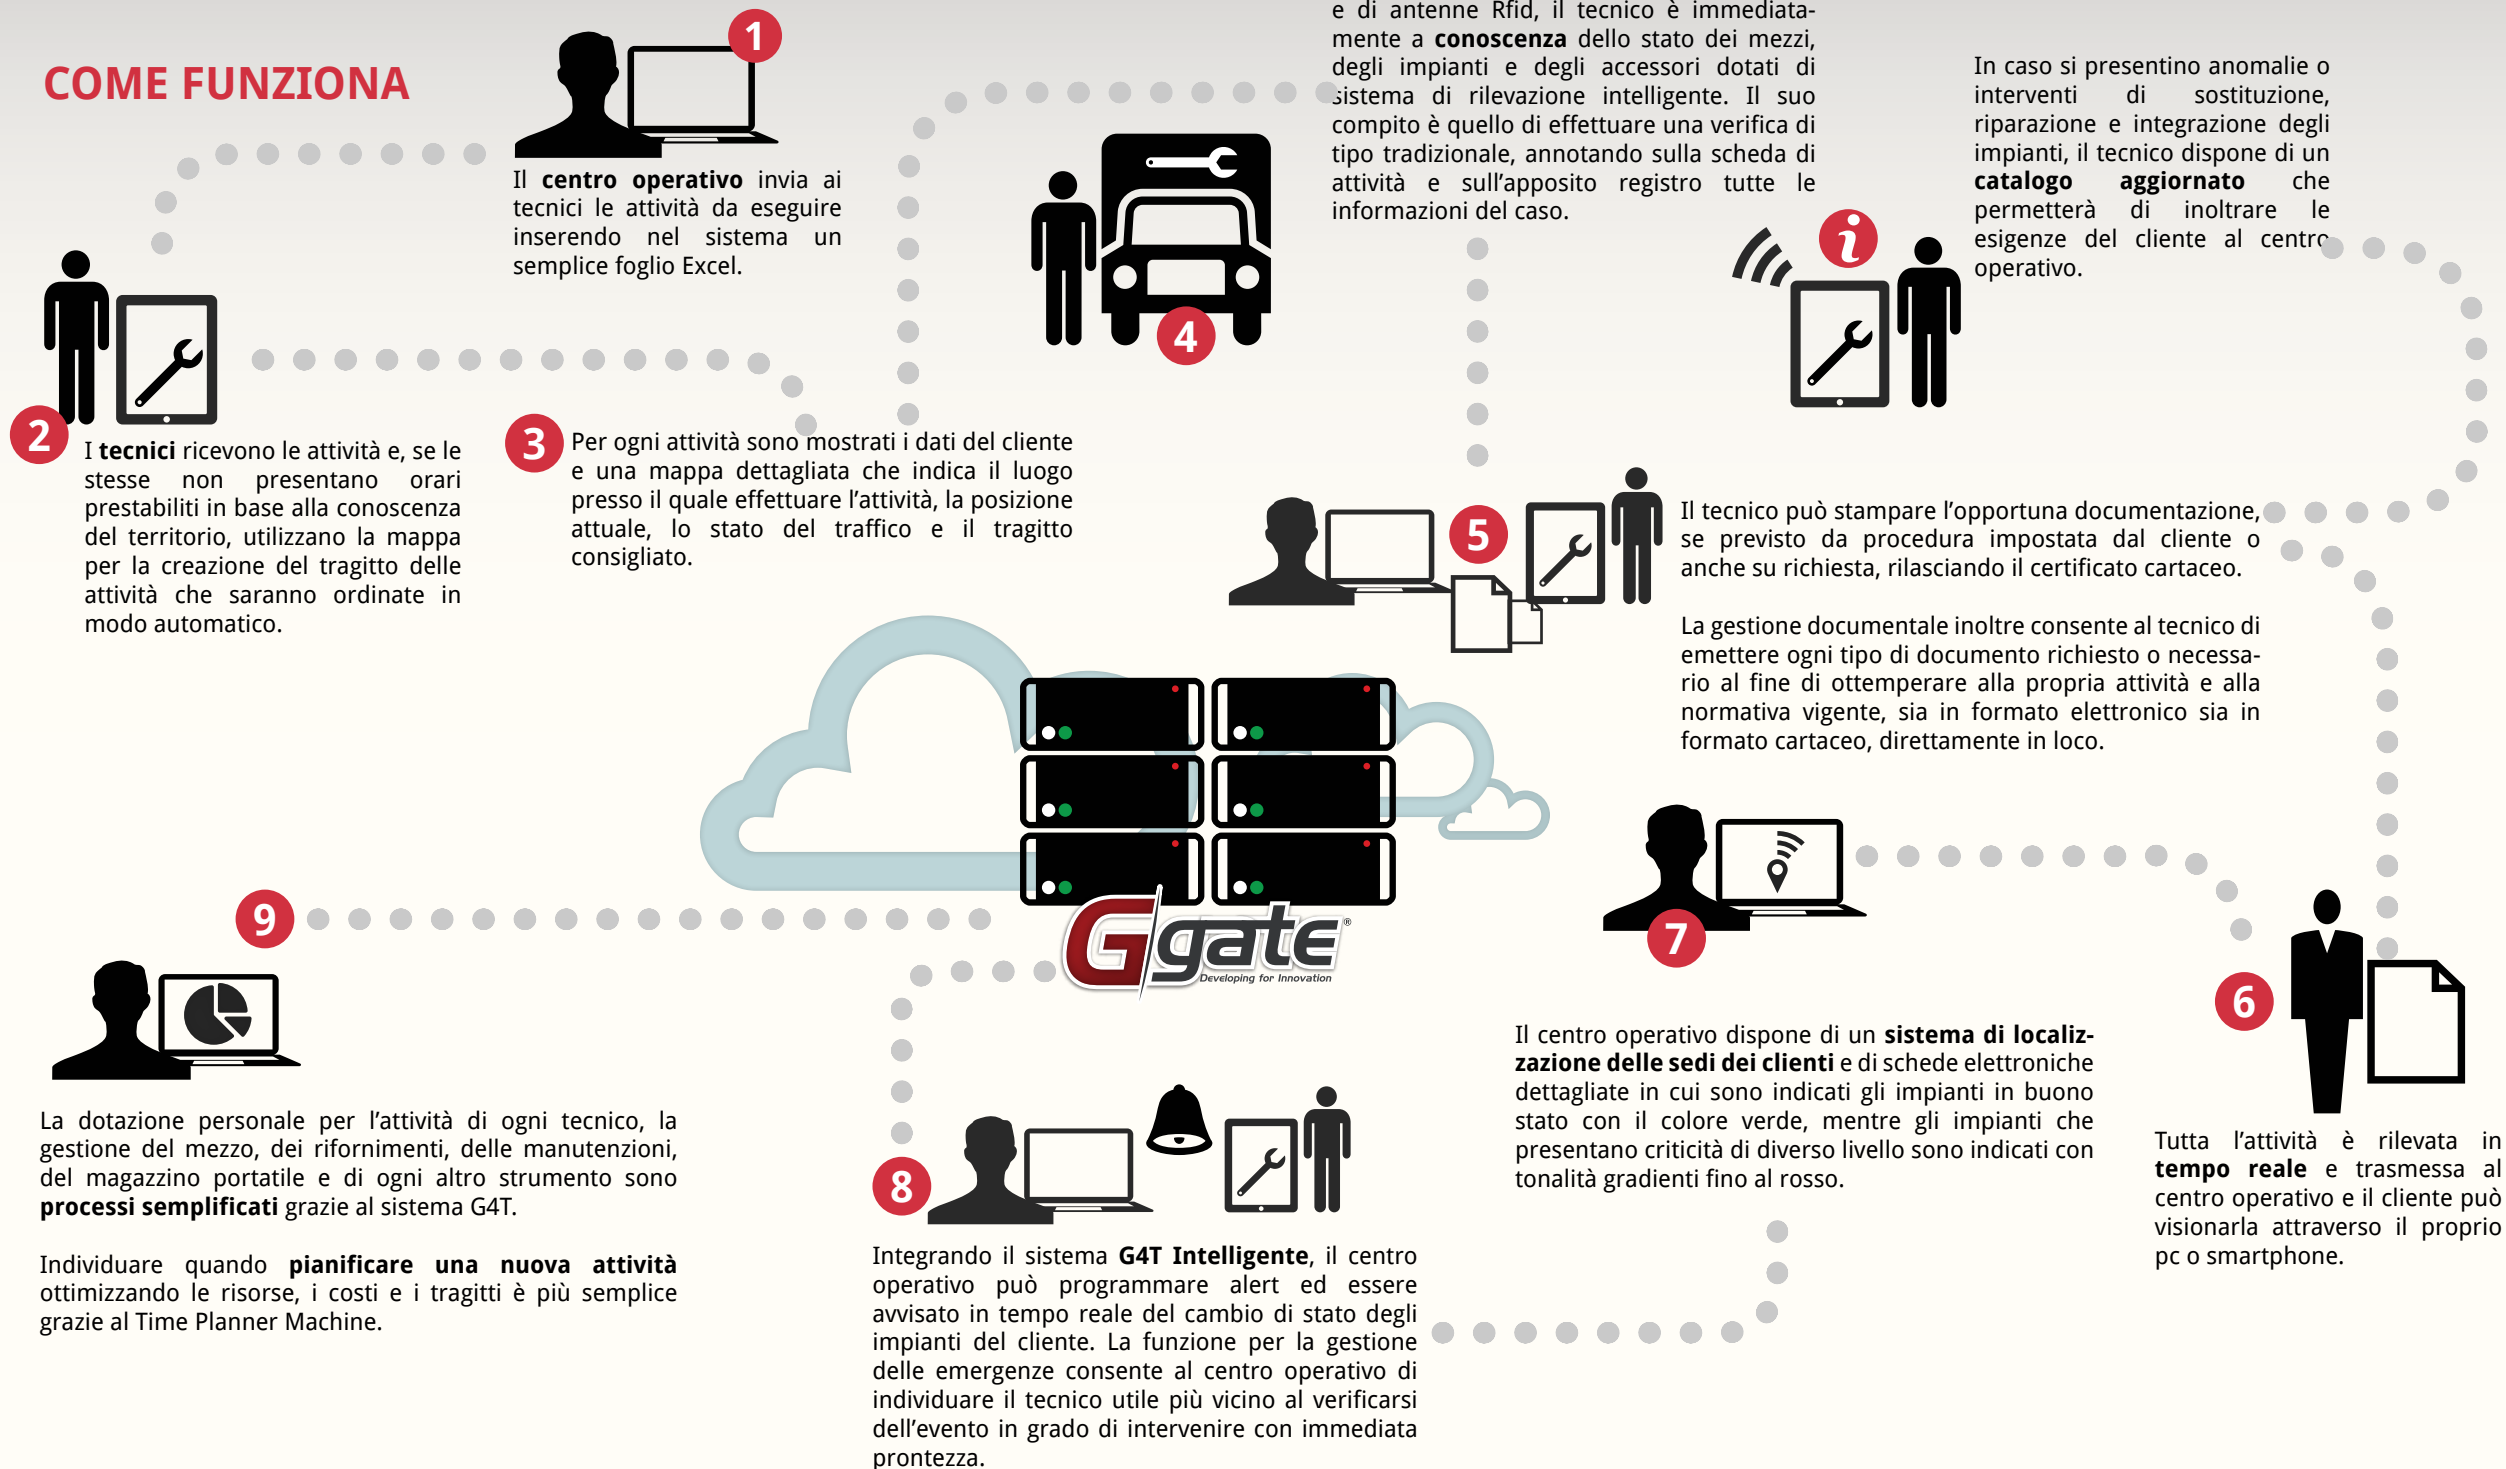 COME FUNZIONA
1
Il centro operativo invia ai
tecnici le attività da eseguire
inserendo nel sistema un
semplice foglio Excel.
2
I tecnici ricevono le attività e, se le
stesse non presentano orari
prestabiliti in base alla conoscenza
del territorio, utilizzano la mappa
per la creazione del tragitto delle
attività che saranno ordinate in
modo automatico.
3
Per ogni attività sono mostrati i dati del cliente
e una mappa dettagliata che indica il luogo
presso il quale effettuare l'attività, la posizione
attuale, lo stato del traffico e il tragitto
consigliato.
4
e di antenne Rfid, il tecnico è immediata-
mente a conoscenza dello stato dei mezzi,
degli impianti e degli accessori dotati di
sistema di rilevazione intelligente. Il suo
compito è quello di effettuare una verifica di
tipo tradizionale, annotando sulla scheda di
attività e sull'apposito registro tutte le
informazioni del caso.
i
In caso si presentino anomalie o
interventi di sostituzione,
riparazione e integrazione degli
impianti, il tecnico dispone di un
catalogo aggiornato che
permetterà di inoltrare le
esigenze del cliente al centro
operativo.
5
Il tecnico può stampare l'opportuna documentazione,
se previsto da procedura impostata dal cliente o
anche su richiesta, rilasciando il certificato cartaceo.
La gestione documentale inoltre consente al tecnico di
emettere ogni tipo di documento richiesto o necessa-
rio al fine di ottemperare alla propria attività e alla
normativa vigente, sia in formato elettronico sia in
formato cartaceo, direttamente in loco.
6
Tutta l'attività è rilevata in
tempo reale e trasmessa al
centro operativo e il cliente può
visionarla attraverso il proprio
pc o smartphone.
7
Il centro operativo dispone di un sistema di localiz-
zazione delle sedi dei clienti e di schede elettroniche
dettagliate in cui sono indicati gli impianti in buono
stato con il colore verde, mentre gli impianti che
presentano criticità di diverso livello sono indicati con
tonalità gradienti fino al rosso.
8
Integrando il sistema G4T Intelligente, il centro
operativo può programmare alert ed essere
avvisato in tempo reale del cambio di stato degli
impianti del cliente. La funzione per la gestione
delle emergenze consente al centro operativo di
individuare il tecnico utile più vicino al verificarsi
dell'evento in grado di intervenire con immediata
prontezza.
Ggate®
Developing for Innovation
9
La dotazione personale per l'attività di ogni tecnico, la
gestione del mezzo, dei rifornimenti, delle manutenzioni,
del magazzino portatile e di ogni altro strumento sono
processi semplificati grazie al sistema G4T.
Individuare quando pianificare una nuova attività
ottimizzando le risorse, i costi e i tragitti è più semplice
grazie al Time Planner Machine.